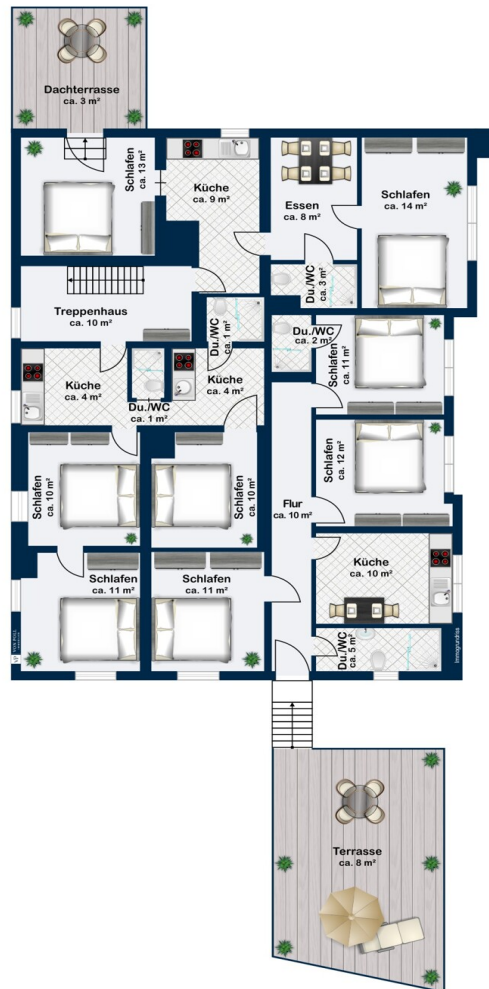 Dachterrasse
ca. 3 m²
Schlafen
ca. 13 m²
Küche
ca. 9 m²
Essen
ca. 8 m²
Schlafen
ca. 14 m²
Du./WC
ca. 3 m²
Treppenhaus
ca. 10 m²
Du./WC
ca. 1 m²
Du./WC
ca. 2 m²
Schlafen
ca. 11 m²
Küche
ca. 4 m²
Du./WC
ca. 1 m²
Küche
ca. 4 m²
Schlafen
ca. 10 m²
Schlafen
ca. 10 m²
Schlafen
ca. 12 m²
Flur
ca. 10 m²
Schlafen
ca. 11 m²
Schlafen
ca. 11 m²
Küche
ca. 10 m²
Du./WC
ca. 5 m²
Immogrundriss
Terrasse
ca. 8 m²